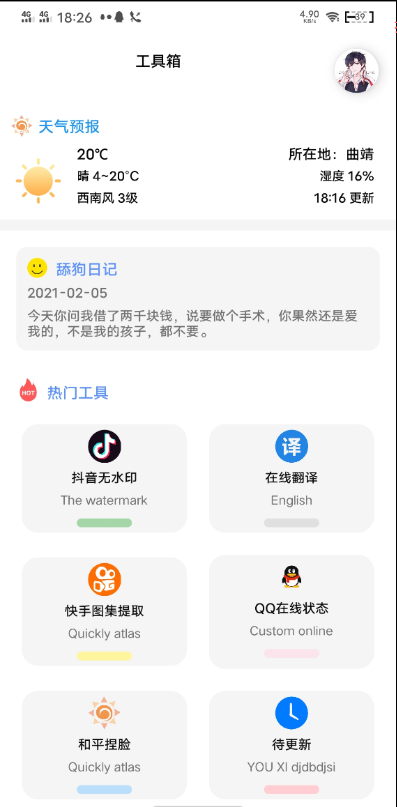 4G 4G 18:26 4.90 KB/s 39
工具箱
天气预报
20℃ 所在地：曲靖
晴 4~20°C 湿度 16%
西南风 3级 18:16 更新
舔狗日记
2021-02-05
今天你问我借了两千块钱，说要做个手术，你果然还是爱
我的，不是我的孩子，都不要。
HOT 热门工具
抖音无水印 译 在线翻译
The watermark English
快手图集提取 QQ在线状态
Quickly atlas Custom online
和平捏脸 待更新
Quickly atlas YOU XI djdbdjsi